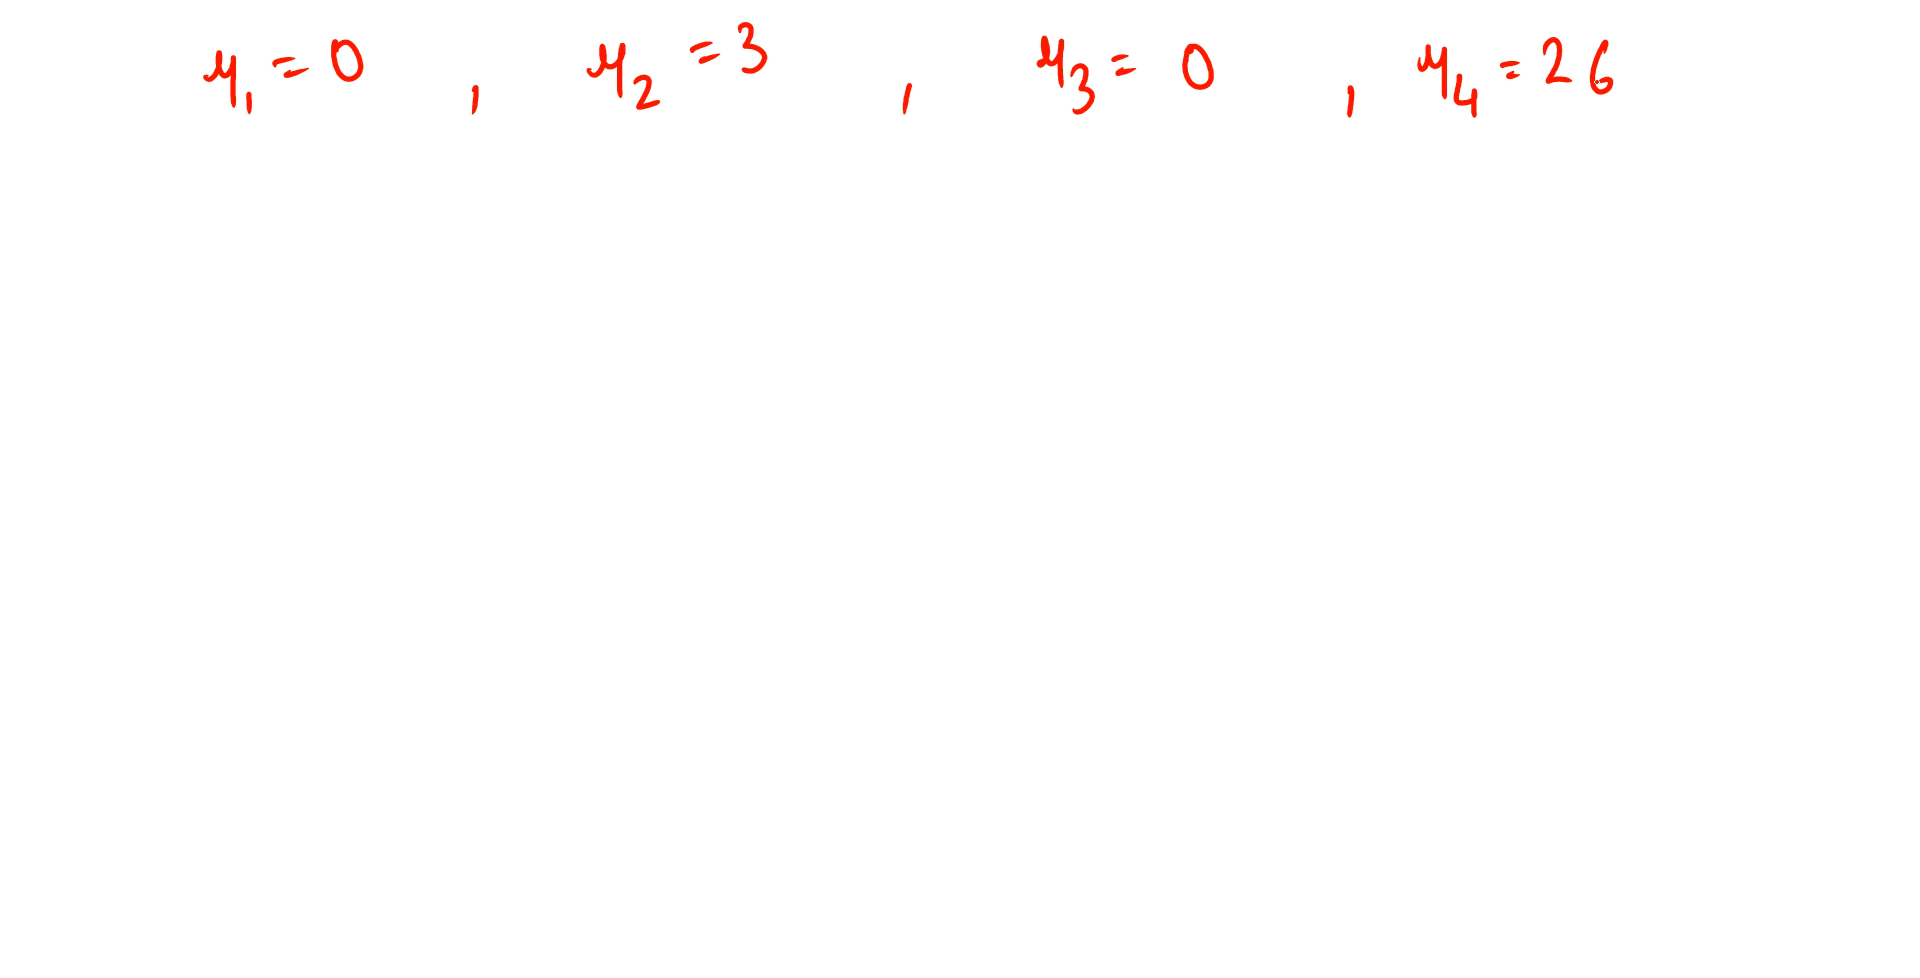 μ₁ = 0 , μ₂ = 3 , μ₃ = 0 , μ₄ = 26